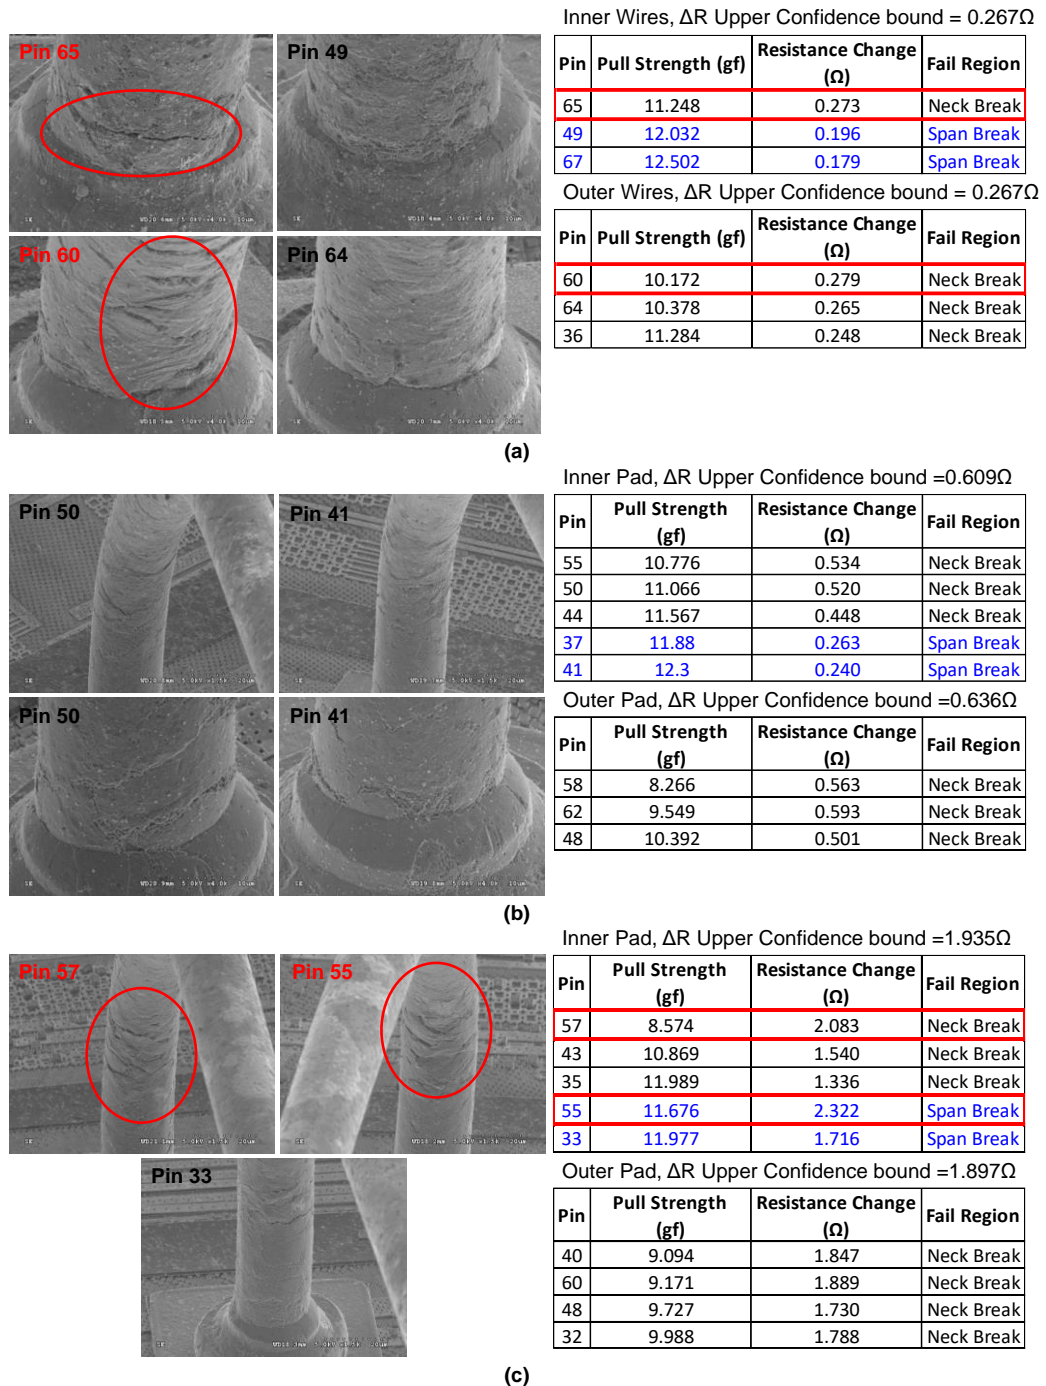 Inner Wires, ΔR Upper Confidence bound = 0.267Ω
Pin 65
Pin 49
Pin Pull Strength (gf) Resistance Change (Ω) Fail Region
65 11.248 0.273 Neck Break
49 12.032 0.196 Span Break
67 12.502 0.179 Span Break
Outer Wires, ΔR Upper Confidence bound = 0.267Ω
Pin 60
Pin 64
Pin Pull Strength (gf) Resistance Change (Ω) Fail Region
60 10.172 0.279 Neck Break
64 10.378 0.265 Neck Break
36 11.284 0.248 Neck Break
(a)
Inner Pad, ΔR Upper Confidence bound =0.609Ω
Pin 50
Pin 41
Pin Pull Strength (gf) Resistance Change (Ω) Fail Region
55 10.776 0.534 Neck Break
50 11.066 0.520 Neck Break
44 11.567 0.448 Neck Break
37 11.88 0.263 Span Break
41 12.3 0.240 Span Break
Outer Pad, ΔR Upper Confidence bound =0.636Ω
Pin 50
Pin 41
Pin Pull Strength (gf) Resistance Change (Ω) Fail Region
58 8.266 0.563 Neck Break
62 9.549 0.593 Neck Break
48 10.392 0.501 Neck Break
(b)
Inner Pad, ΔR Upper Confidence bound =1.935Ω
Pin 57
Pin 55
Pin Pull Strength (gf) Resistance Change (Ω) Fail Region
57 8.574 2.083 Neck Break
43 10.869 1.540 Neck Break
35 11.989 1.336 Neck Break
55 11.676 2.322 Span Break
33 11.977 1.716 Span Break
Outer Pad, ΔR Upper Confidence bound =1.897Ω
Pin 33
Pin Pull Strength (gf) Resistance Change (Ω) Fail Region
40 9.094 1.847 Neck Break
60 9.171 1.889 Neck Break
48 9.727 1.730 Neck Break
32 9.988 1.788 Neck Break
(c)